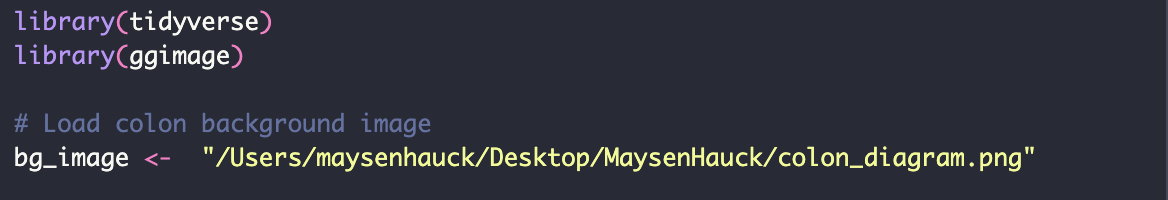 library(tidyverse)
library(ggimage)
# Load colon background image
bg_image <-  "/Users/maysenhauck/Desktop/MaysenHauck/colon_diagram.png"